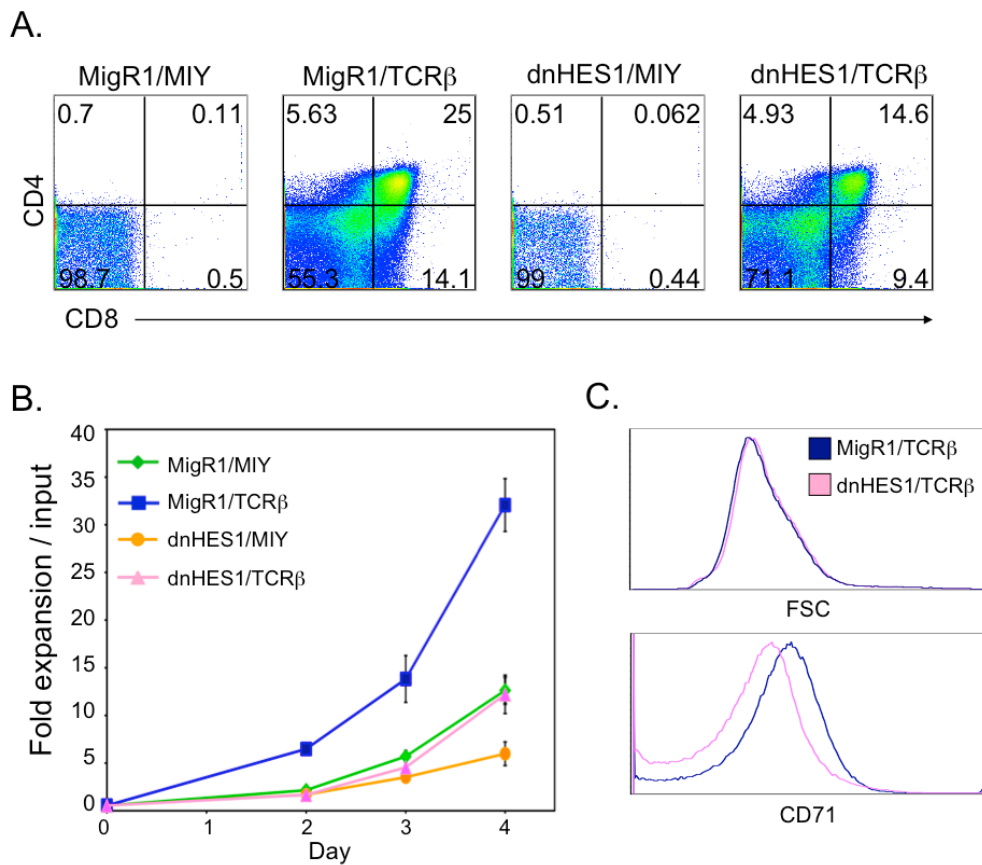 A.
MigR1/MIY MigR1/TCRβ dnHES1/MIY dnHES1/TCRβ
0.7 0.11 5.63 25 0.51 0.062 4.93 14.6
CD4
98.7 0.5 55.3 14.1 99 0.44 71.1 9.4
CD8
B.
Fold expansion / input
40
35
30
25
20
15
10
5
0
MigR1/MIY
MigR1/TCRβ
dnHES1/MIY
dnHES1/TCRβ
0 1 2 3 4
Day
C.
MigR1/TCRβ
dnHES1/TCRβ
FSC
CD71